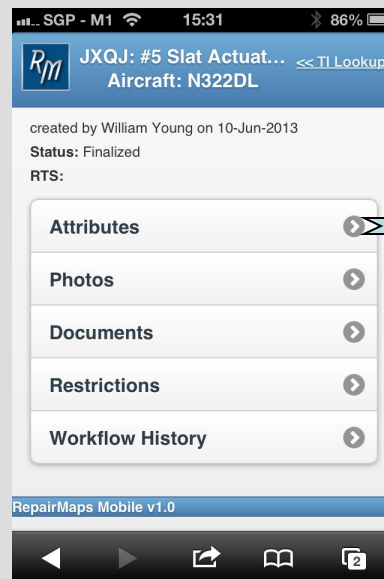 SGP - M1 15:31 86%
RM JXQJ: #5 Slat Actuat... << TI Lookup
Aircraft: N322DL
created by William Young on 10-Jun-2013
Status: Finalized
RTS:
Attributes
Photos
Documents
Restrictions
Workflow History
RepairMaps Mobile v1.0
2